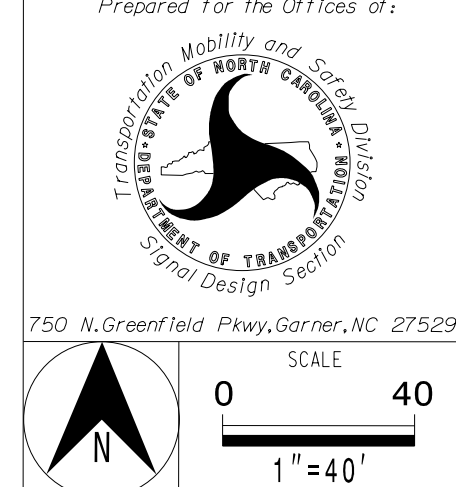 Prepared for the Offices of:
Transportation Mobility and Safety Division
STATE OF NORTH CAROLINA
DEPARTMENT OF TRANSPORTATION
Signal Design Section
750 N.Greenfield Pkwy,Garner,NC 27529
N
SCALE
0 40
1"=40'